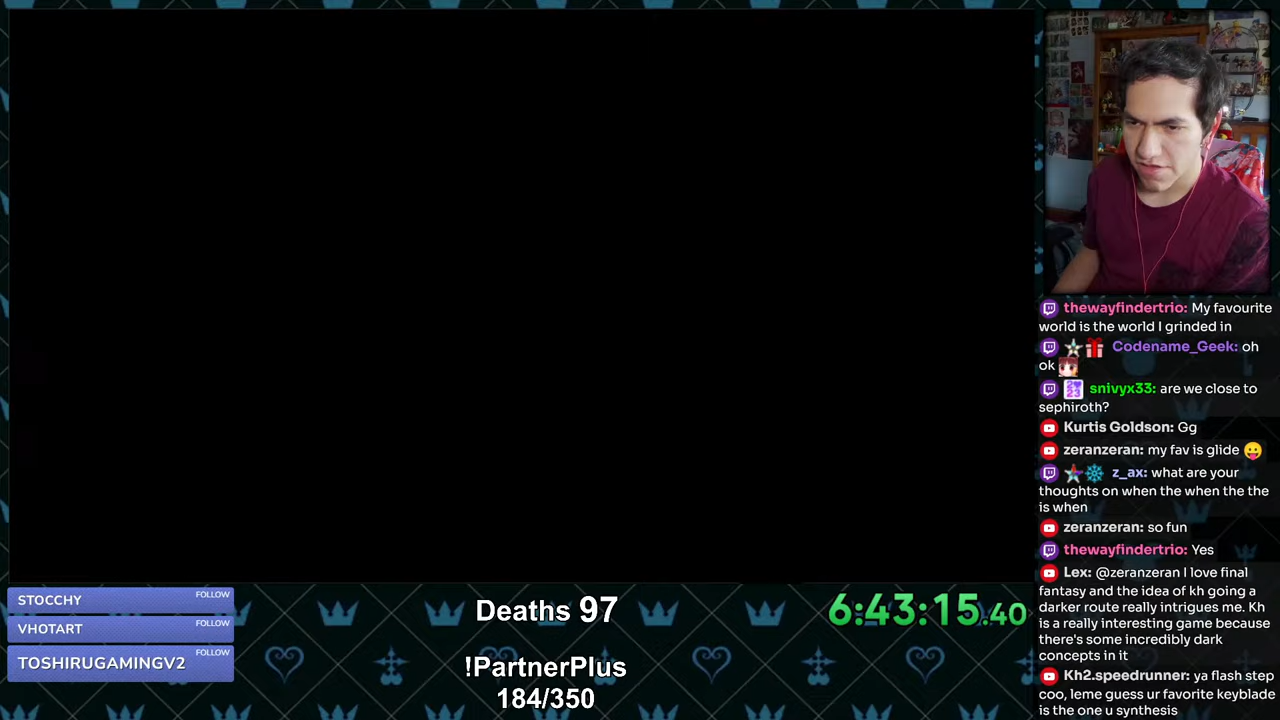 thewayfindertrio: My favourite
world is the world I grinded in
Codename_Geek: oh
ok
snivyx33: are we close to
sephiroth?
Kurtis Goldson: Gg
zeranzeran: my fav is glide 😛
z_ax: what are your
thoughts on when the when the the
is when
zeranzeran: so fun
thewayfindertrio: Yes
Lex: @zeranzeran I love final
fantasy and the idea of kh going a
darker route really intrigues me. Kh
is a really interesting game because
there's some incredibly dark
concepts in it
Kh2.speedrunner: ya flash step
coo, leme guess ur favorite keyblade
is the one u synthesis
STOCCHY FOLLOW
VHOTART FOLLOW
TOSHIRUGAMINGV2 FOLLOW
Deaths 97
!PartnerPlus
184/350
6:43:15.40